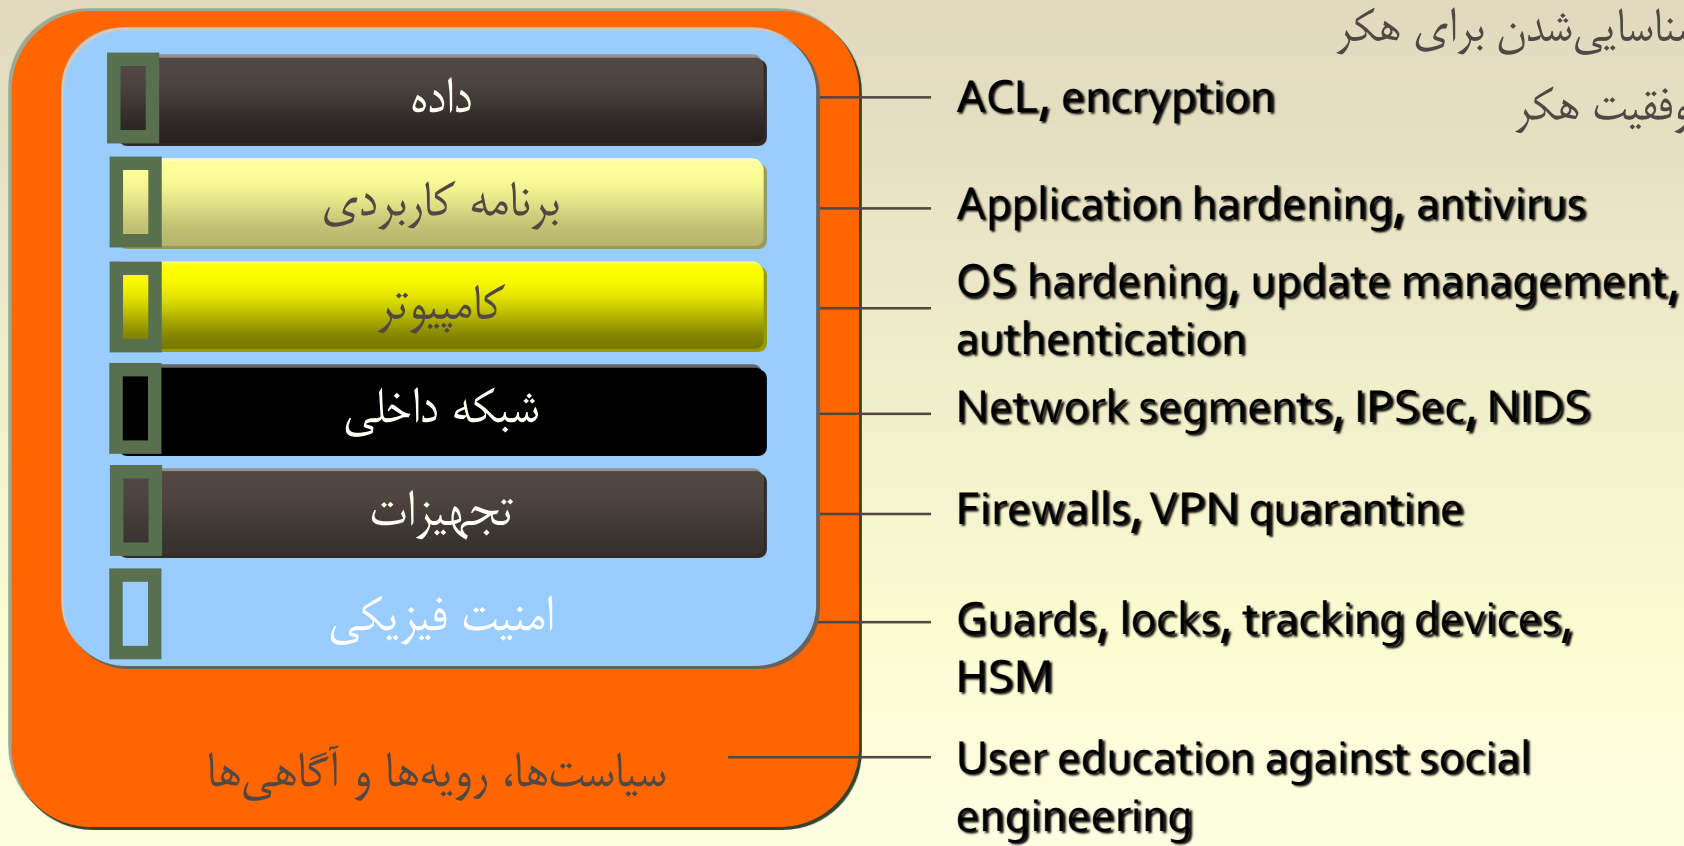 برای هکر
هکر
داده
ACL, encryption
برنامه کاربردی
Application hardening, antivirus
کامپیوتر
OS hardening, update management,
authentication
شبکه داخلی
Network segments, IPSec, NIDS
تجهیزات
Firewalls, VPN quarantine
امنیت فیزیکی
Guards, locks, tracking devices,
HSM
سیاست‌ها، رویه‌ها و آگاهی‌ها
User education against social
engineering